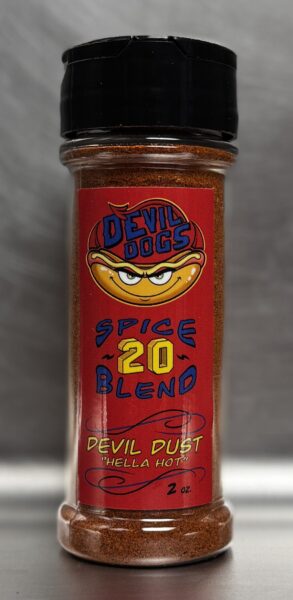 DEVIL
DOGS
SPICE
20
BLEND
DEVIL DUST
"HELLA HOT"
2 oz.